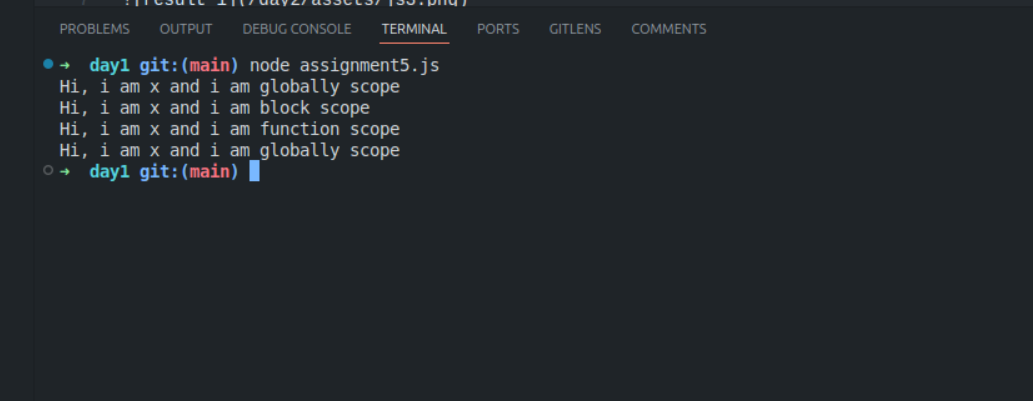 ![result 1](/day2/assets/js3.png)
PROBLEMS OUTPUT DEBUG CONSOLE TERMINAL PORTS GITLENS COMMENTS
➜ day1 git:(main) node assignment5.js
Hi, i am x and i am globally scope
Hi, i am x and i am block scope
Hi, i am x and i am function scope
Hi, i am x and i am globally scope
➜ day1 git:(main)